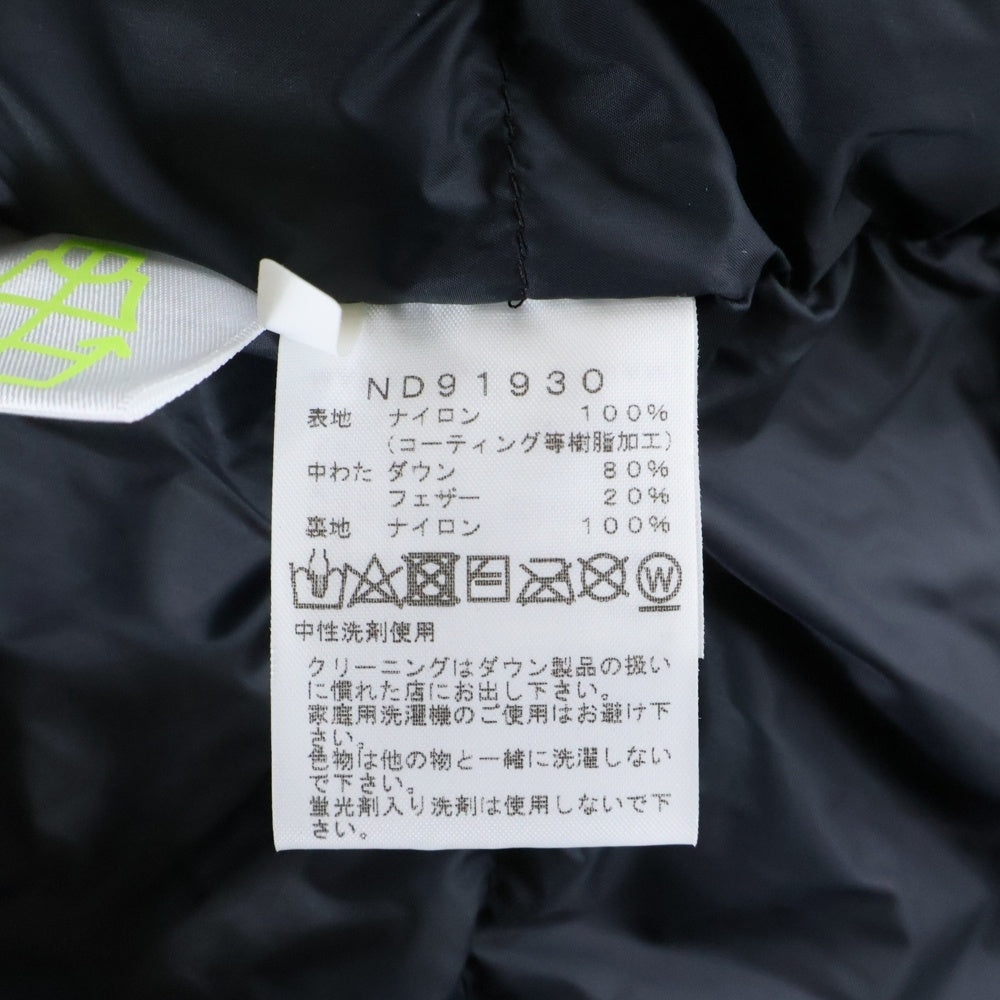 ND91930
表地 ナイロン 100%
(コーティング等樹脂加工)
中わた ダウン 80%
フェザー 20%
裏地 ナイロン 100%
W
中性洗剤使用
クリーニングはダウン製品の扱い
に慣れた店にお出し下さい。
家庭用洗濯機のご使用はお避け下
さい。
色物は他の物と一緒に洗濯しない
で下さい。
蛍光剤入り洗剤は使用しないで下
さい。